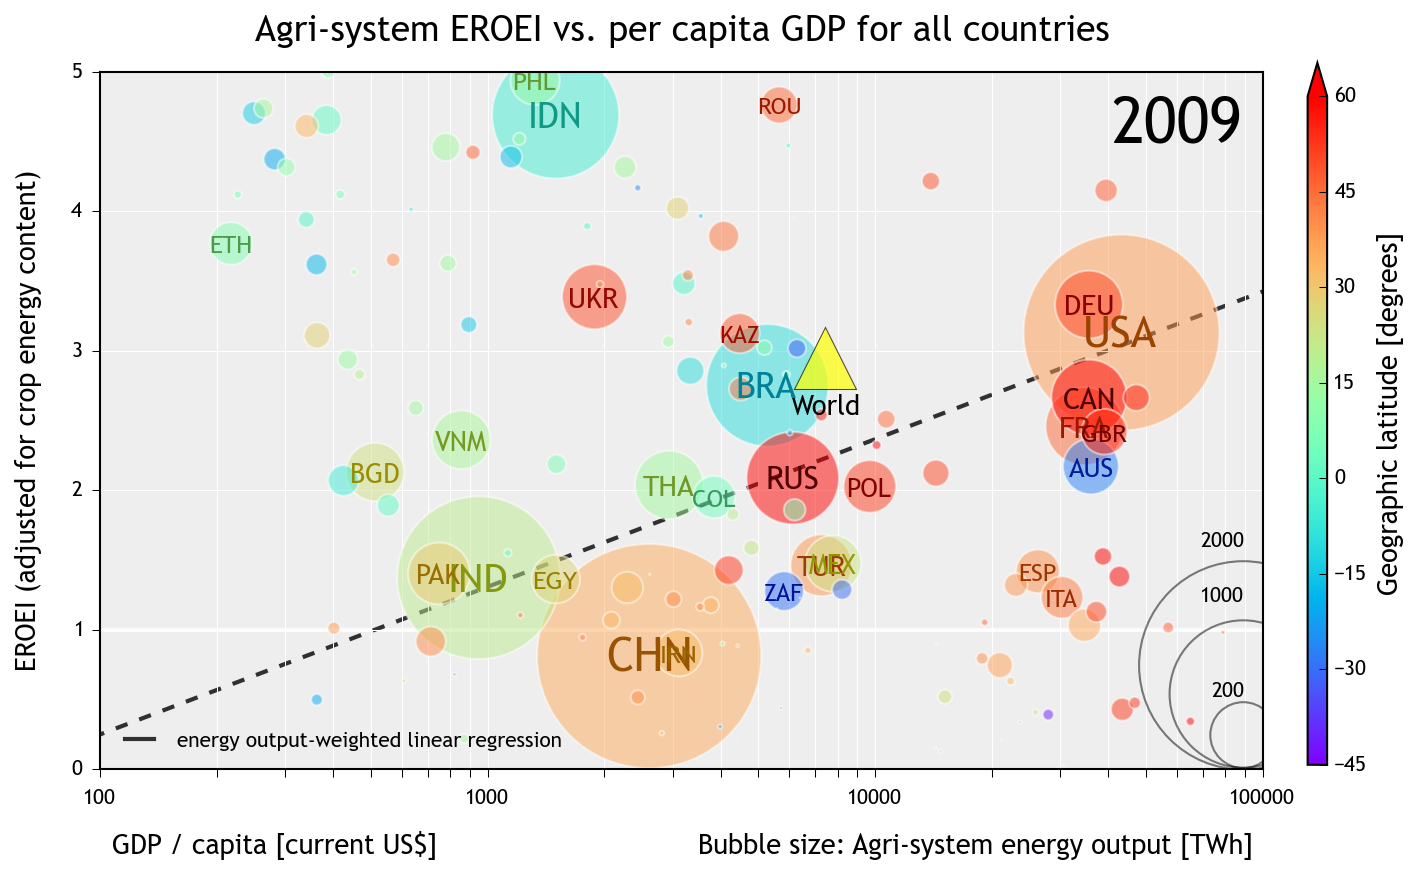 Agri-system EROEI vs. per capita GDP for all countries
2009
EROEI (adjusted for crop energy content)
5
4
3
2
1
0
PHL
IDN
ROU
ETH
UKR
KAZ
DEU
USA
BRA
World
CAN
FRA
GBR
VNM
BGD
THA
COL
RUS
POL
AUS
PAK
IND
EGY
TUR
MEX
ZAF
ESP
ITA
CHN
IRN
2000
1000
200
energy output-weighted linear regression
100
1000
10000
100000
GDP / capita [current US$]
Bubble size: Agri-system energy output [TWh]
60
45
30
15
0
−15
−30
−45
Geographic latitude [degrees]